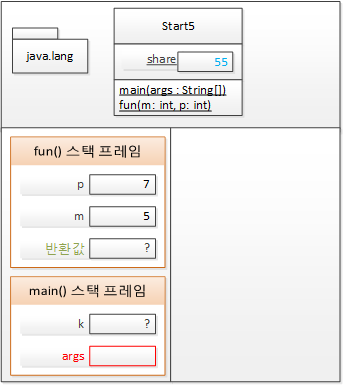 Start5
java.lang
share 55
main(args : String[])
fun(m: int, p: int)
fun() 스택 프레임
p 7
m 5
반환값 ?
main() 스택 프레임
k ?
args